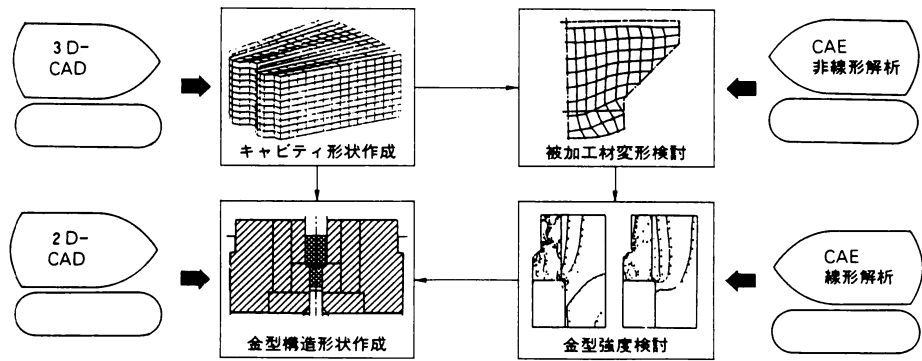 3D-
CAD
キャビティ形状作成
被加工材変形検討
CAE
非線形解析
2D-
CAD
金型構造形状作成
金型強度検討
CAE
線形解析